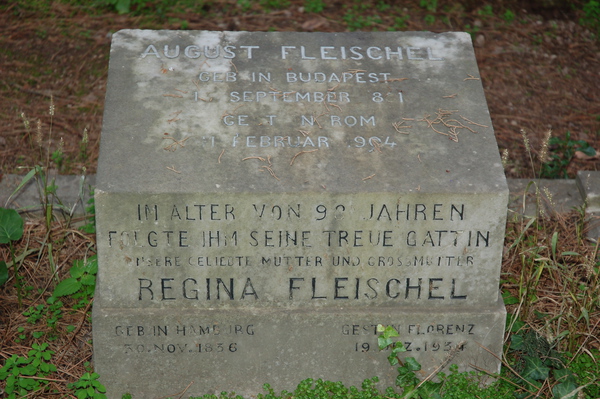 AUGUST FLEISCHEL
GEB IN BUDAPEST
SEPTEMBER
GEST IN ROM
FEBRUAR
IM ALTER VON JAHREN
FOLGTE IHM SEINE TREUE GATTIN
UNSERE GELIEBTE MUTTER UND GROSSMUTTER
REGINA FLEISCHEL
GEB IN HAMBURG GEST IN FLORENZ
30. NOV. 1836 19